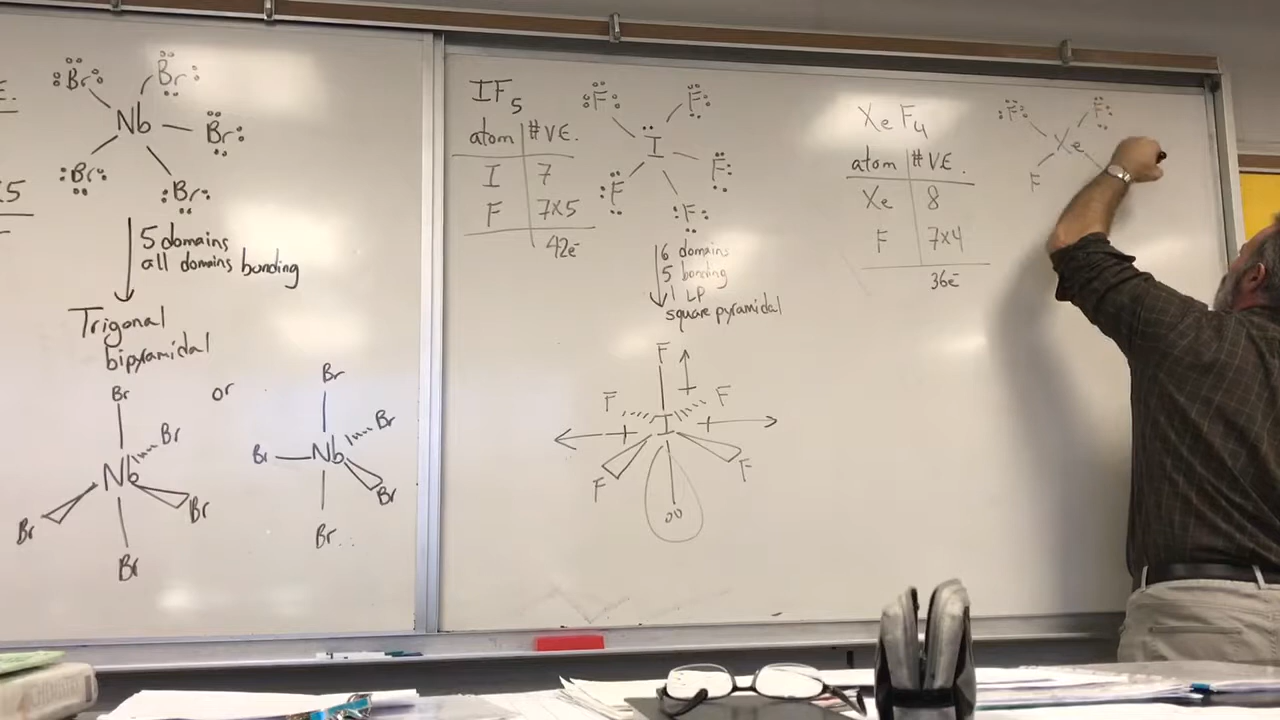 E.
x5
:Br:
Br:
Nb
Br:
:Br:
:Br:
5 domains
all domains bonding
Trigonal
bipyramidal
Br
Br
Nb
Br
Br
Br
or
Br
Br
Br
Nb
Br
Br
IF5
atom #V.E.
I 7
F 7x5
42e-
:F:
F:
I
F:
:F
:F:
6 domains
5 bonding
1 LP
square pyramidal
F
F
F
I
F
F
XeF4
atom #V.E.
Xe 8
F 7x4
36e-
:F:
F:
Xe
F
CHEMISTRY